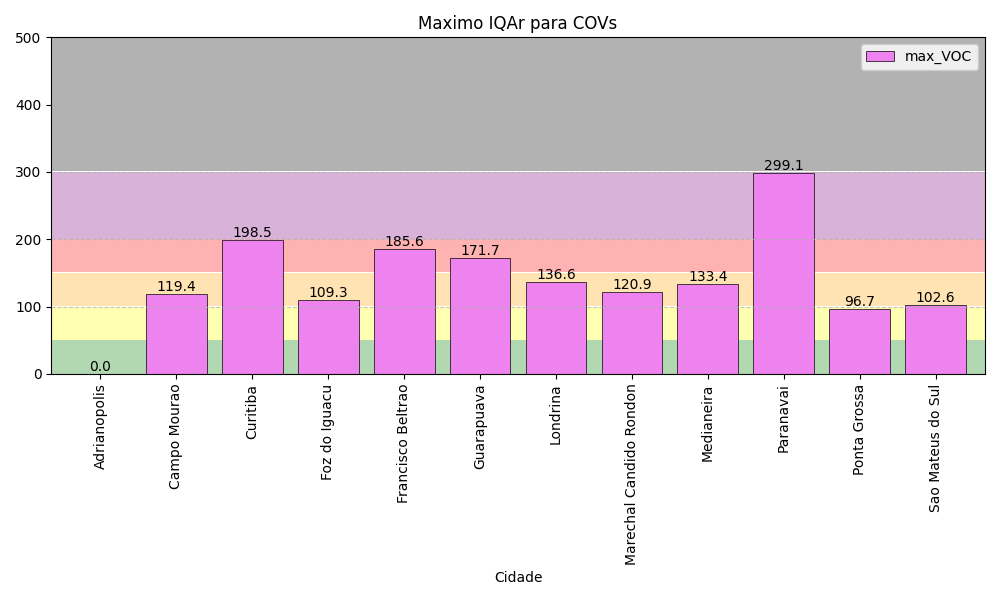 Maximo IQAr para COVs
max_VOC
500
400
300
200
100
0
0.0
119.4
198.5
109.3
185.6
171.7
136.6
120.9
133.4
299.1
96.7
102.6
Adrianopolis
Campo Mourao
Curitiba
Foz do Iguacu
Francisco Beltrao
Guarapuava
Londrina
Marechal Candido Rondon
Medianeira
Paranavai
Ponta Grossa
Sao Mateus do Sul
Cidade